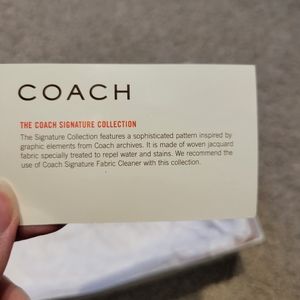 COACH
THE COACH SIGNATURE COLLECTION
The Signature Collection features a sophisticated pattern inspired by
graphic elements from Coach archives. It is made of woven jacquard
fabric specially treated to repel water and stains. We recommend the
use of Coach Signature Fabric Cleaner with this collection.